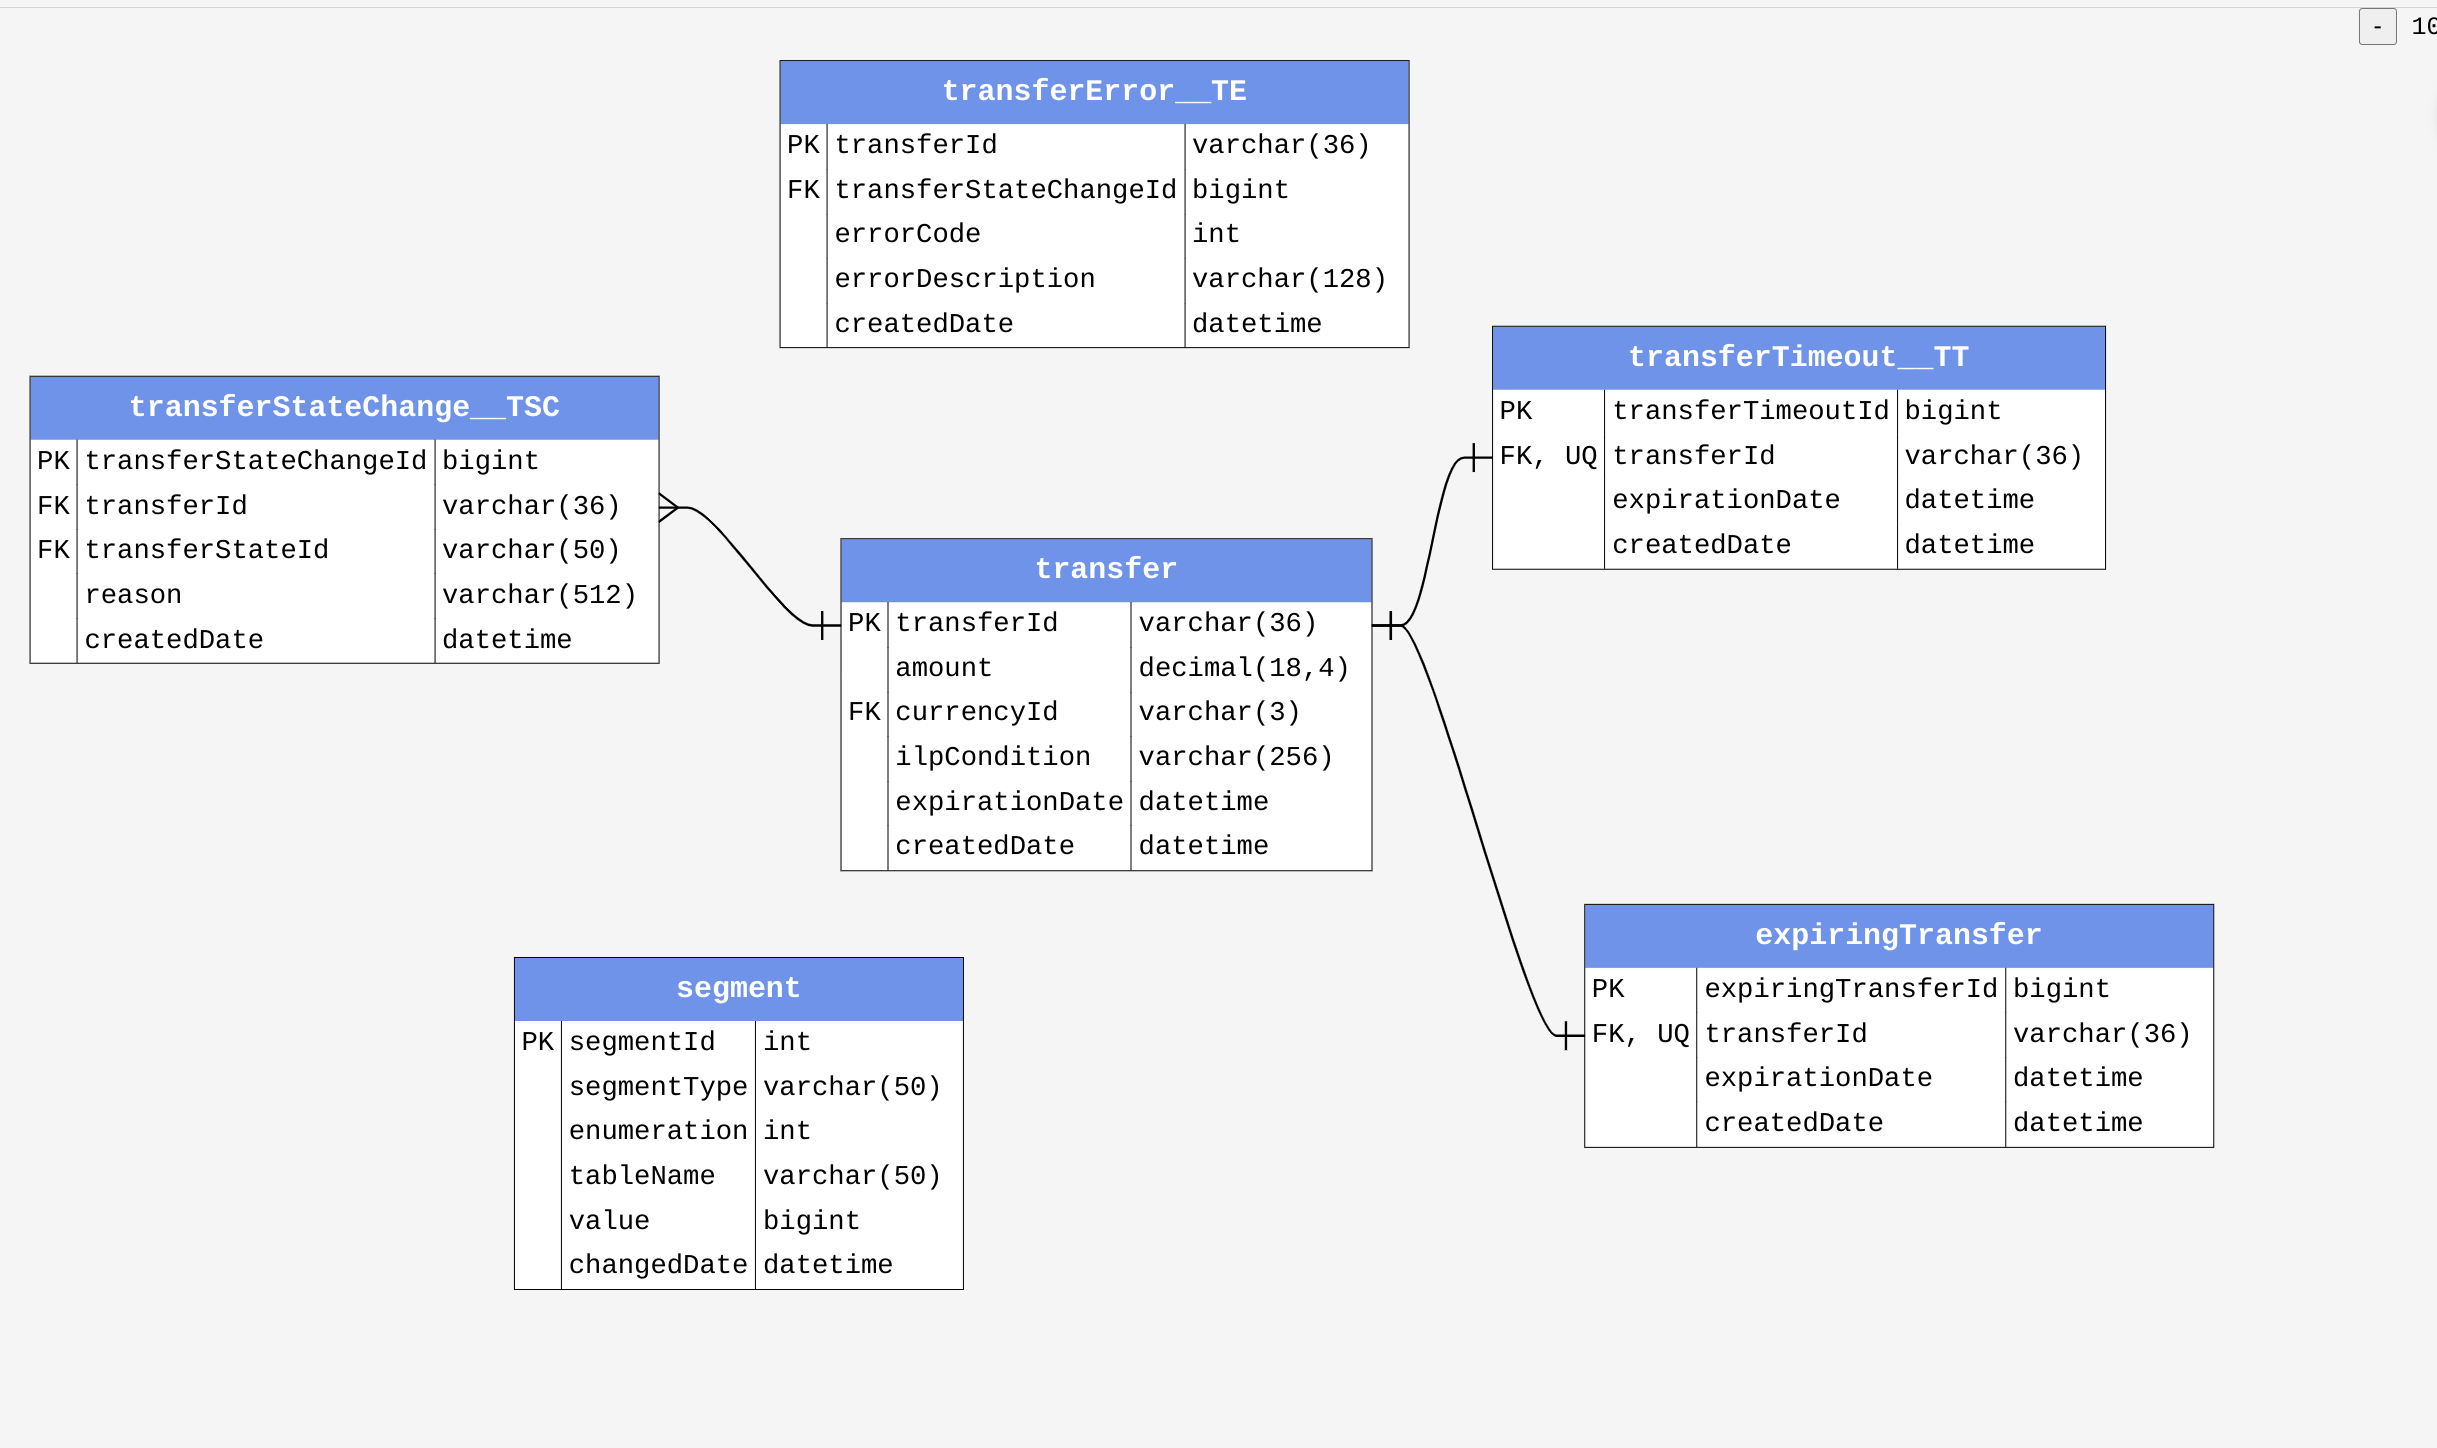 - 10
transferError__TE
PK transferId varchar(36)
FK transferStateChangeId bigint
errorCode int
errorDescription varchar(128)
createdDate datetime
transferStateChange__TSC
PK transferStateChangeId bigint
FK transferId varchar(36)
FK transferStateId varchar(50)
reason varchar(512)
createdDate datetime
transfer
PK transferId varchar(36)
amount decimal(18,4)
FK currencyId varchar(3)
ilpCondition varchar(256)
expirationDate datetime
createdDate datetime
transferTimeout__TT
PK transferTimeoutId bigint
FK, UQ transferId varchar(36)
expirationDate datetime
createdDate datetime
segment
PK segmentId int
segmentType varchar(50)
enumeration int
tableName varchar(50)
value bigint
changedDate datetime
expiringTransfer
PK expiringTransferId bigint
FK, UQ transferId varchar(36)
expirationDate datetime
createdDate datetime